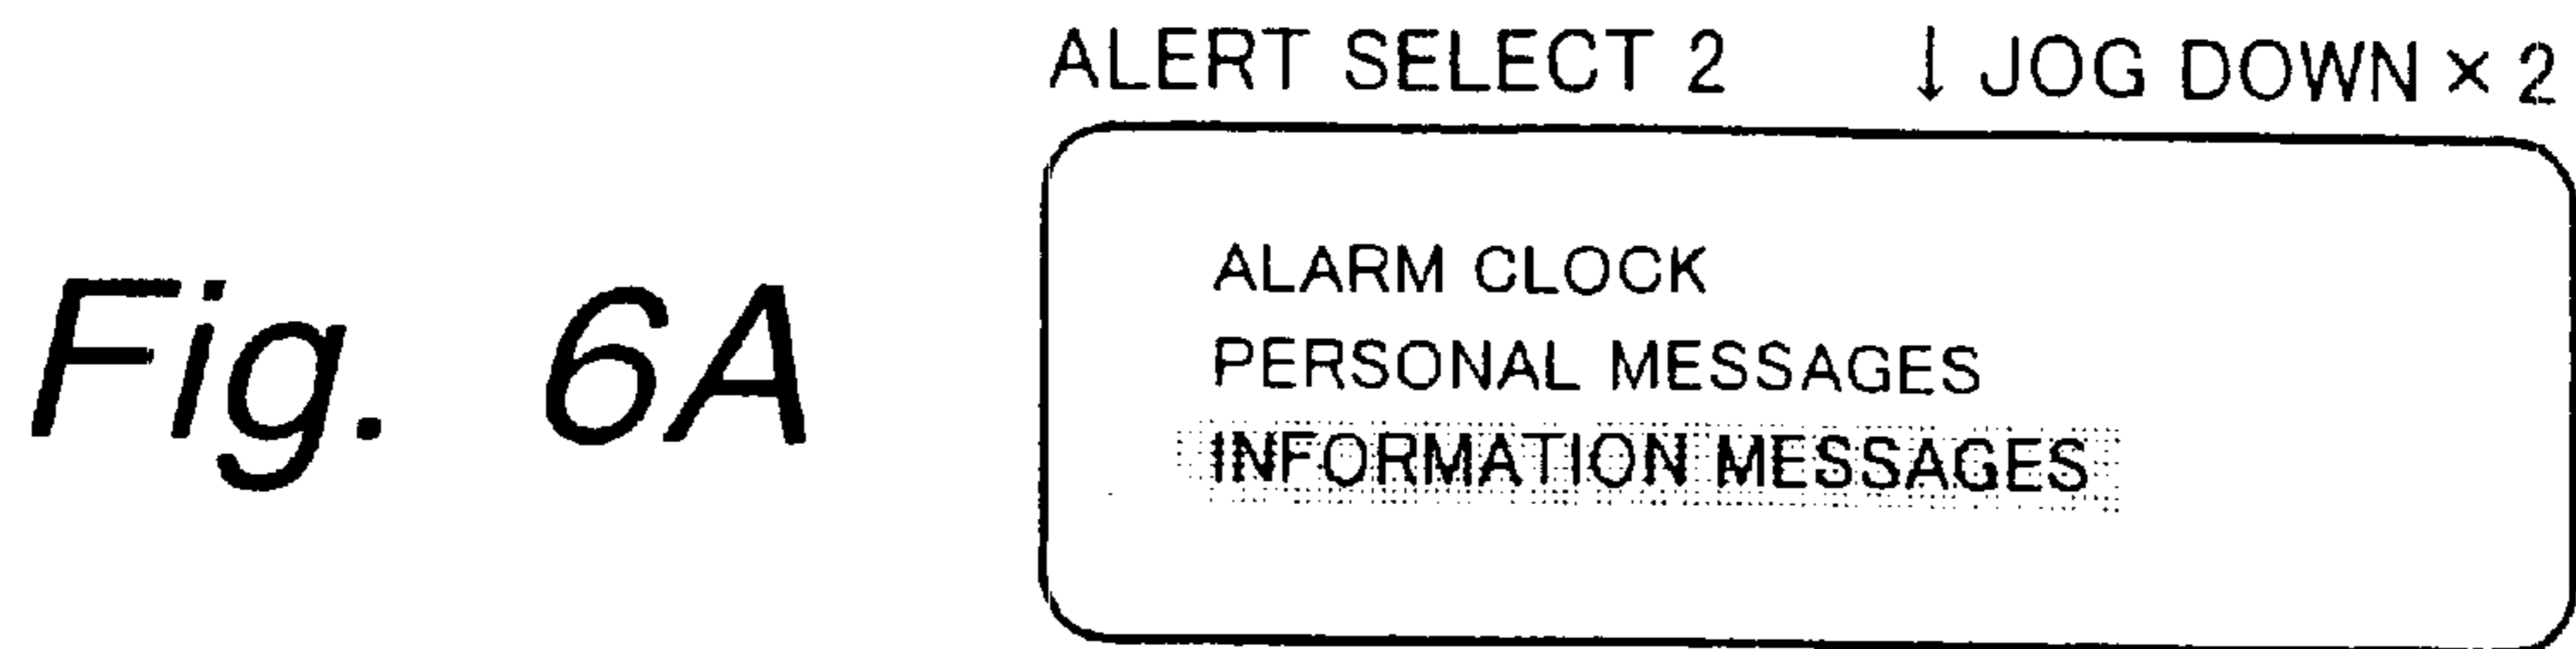 ALERT SELECT 2 ↓ JOG DOWN × 2
ALARM CLOCK
PERSONAL MESSAGES
INFORMATION MESSAGES
Fig. 6A